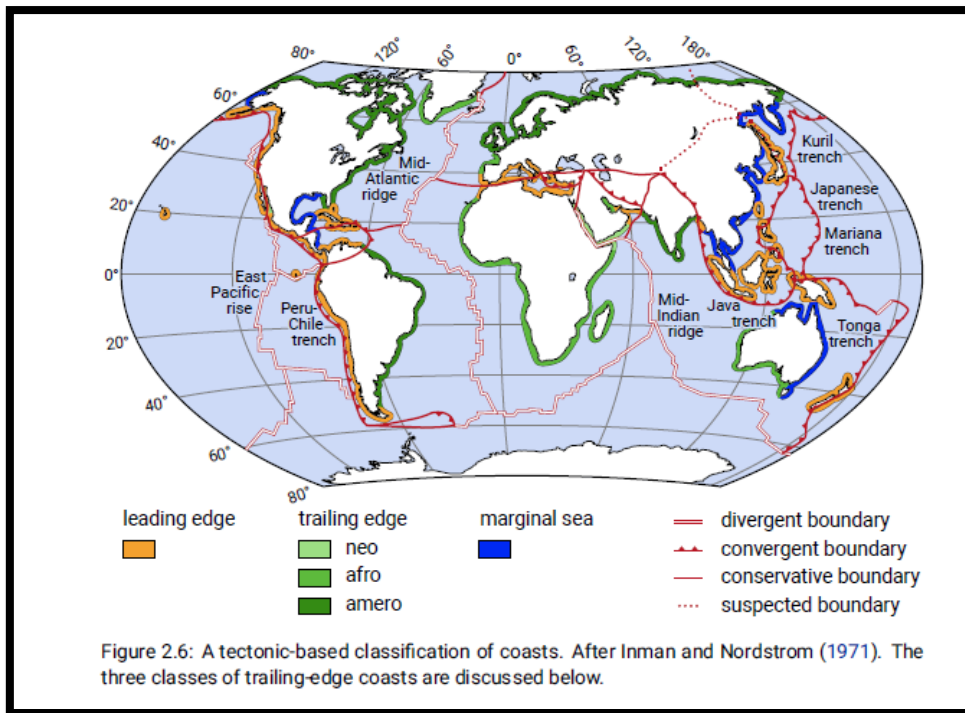 80°
120°
60°
0°
60°
120°
180°
60°
40°
20°
0°
20°
40°
60°
80°
Mid-
Atlantic
ridge
Kuril
trench
Japanese
trench
Mariana
trench
East
Pacific
rise
Peru-
Chile
trench
Mid-
Indian
ridge
Java
trench
Tonga
trench
leading edge
trailing edge
neo
afro
amero
marginal sea
divergent boundary
convergent boundary
conservative boundary
suspected boundary
Figure 2.6: A tectonic-based classification of coasts. After Inman and Nordstrom (1971). The
three classes of trailing-edge coasts are discussed below.